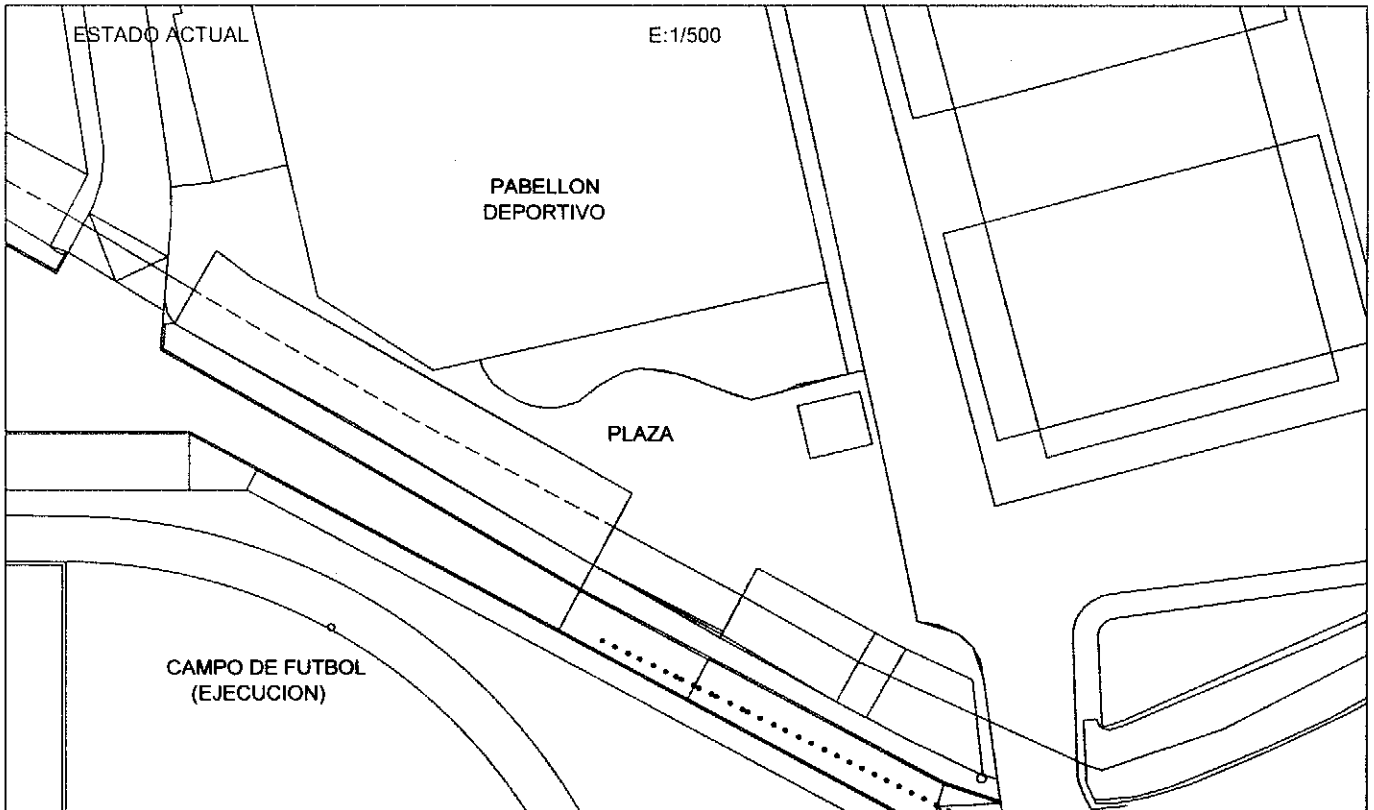 ESTADO ACTUAL
E:1/500
PABELLON
DEPORTIVO
PLAZA
CAMPO DE FUTBOL
(EJECUCION)